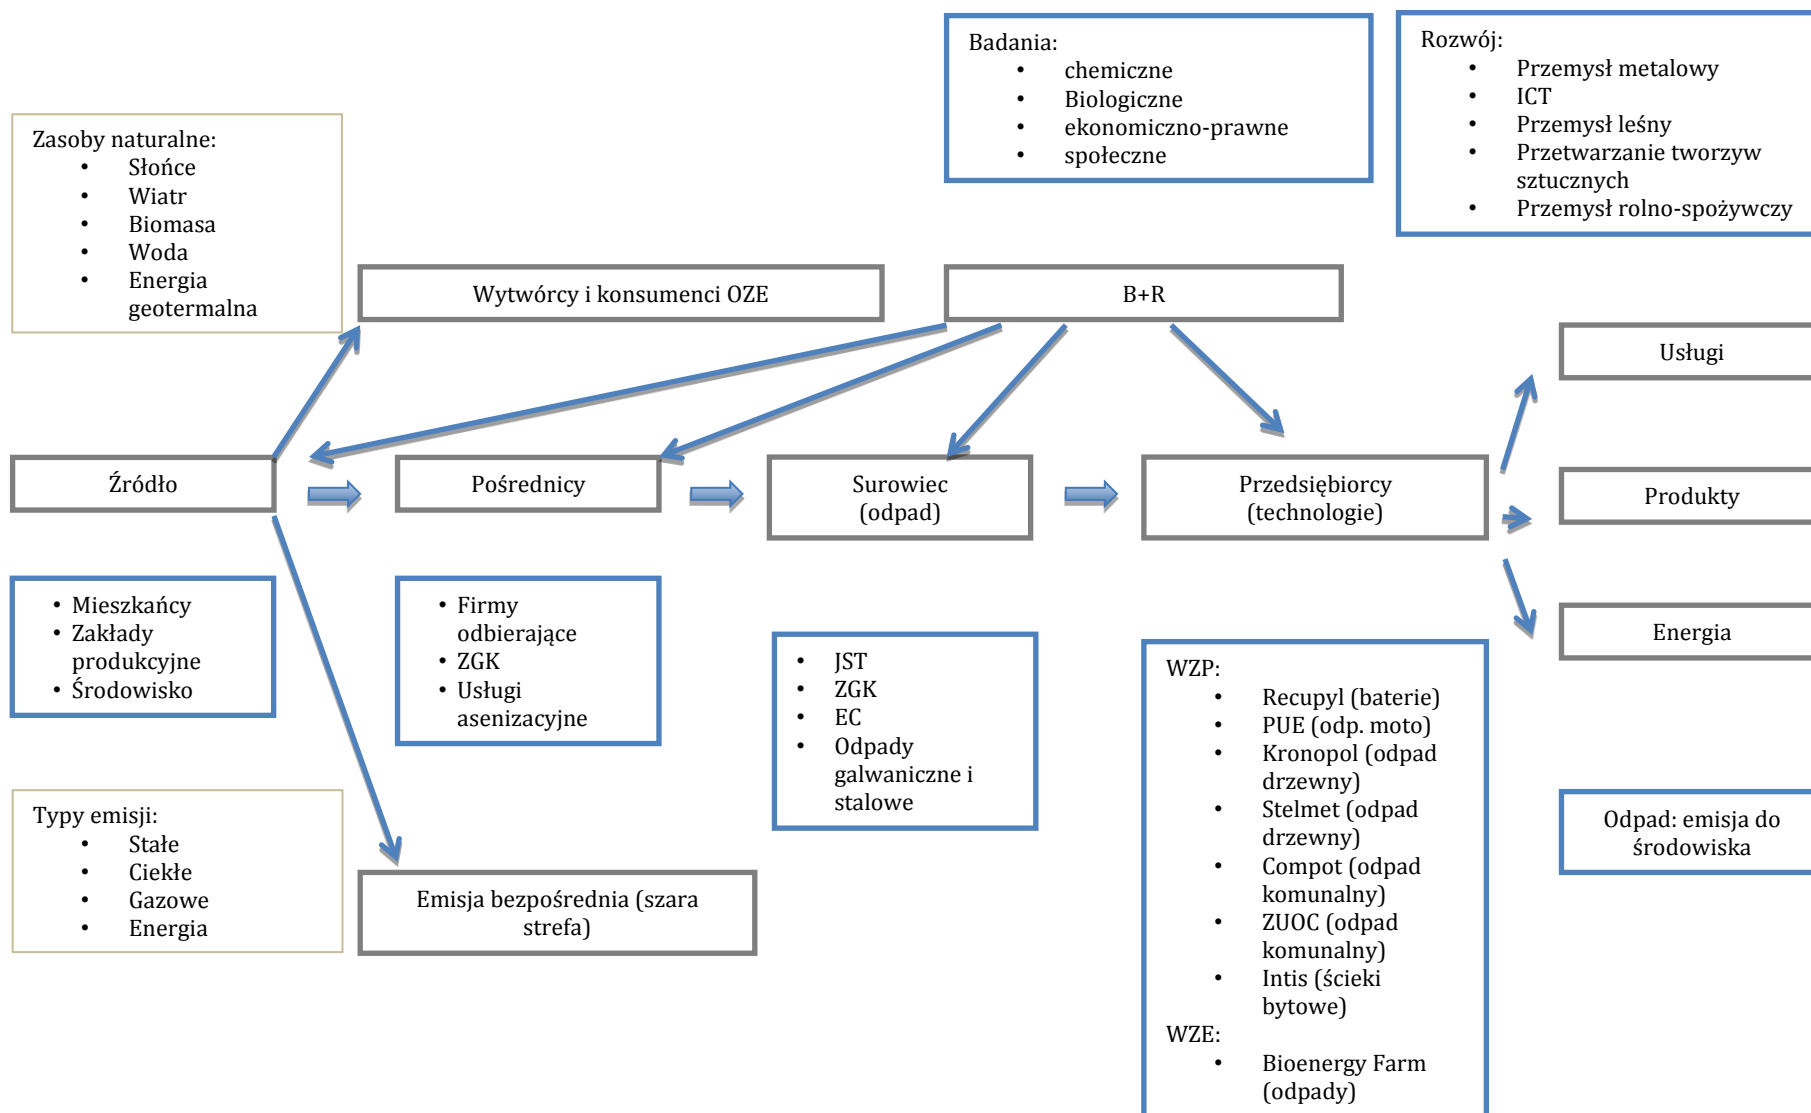 Badania:
• chemiczne
• Biologiczne
• ekonomiczno-prawne
• społeczne
Rozwój:
• Przemysł metalowy
• ICT
• Przemysł leśny
• Przetwarzanie tworzyw
sztucznych
• Przemysł rolno-spożywczy
Zasoby naturalne:
• Słońce
• Wiatr
• Biomasa
• Woda
• Energia
geotermalna
Wytwórcy i konsumenci OZE
B+R
Usługi
Źródło
Pośrednicy
Surowiec
(odpad)
Przedsiębiorcy
(technologie)
Produkty
Energia
• Mieszkańcy
• Zakłady
produkcyjne
• Środowisko
• Firmy
odbierające
• ZGK
• Usługi
asenizacyjne
• JST
• ZGK
• EC
• Odpady
galwaniczne i
stalowe
WZP:
• Recupyl (baterie)
• PUE (odp. moto)
• Kronopol (odpad
drzewny)
• Stelmet (odpad
drzewny)
• Compot (odpad
komunalny)
• ZUOC (odpad
komunalny)
• Intis (ścieki
bytowe)
WZE:
• Bioenergy Farm
(odpady)
Typy emisji:
• Stałe
• Ciekłe
• Gazowe
• Energia
Emisja bezpośrednia (szara
strefa)
Odpad: emisja do
środowiska